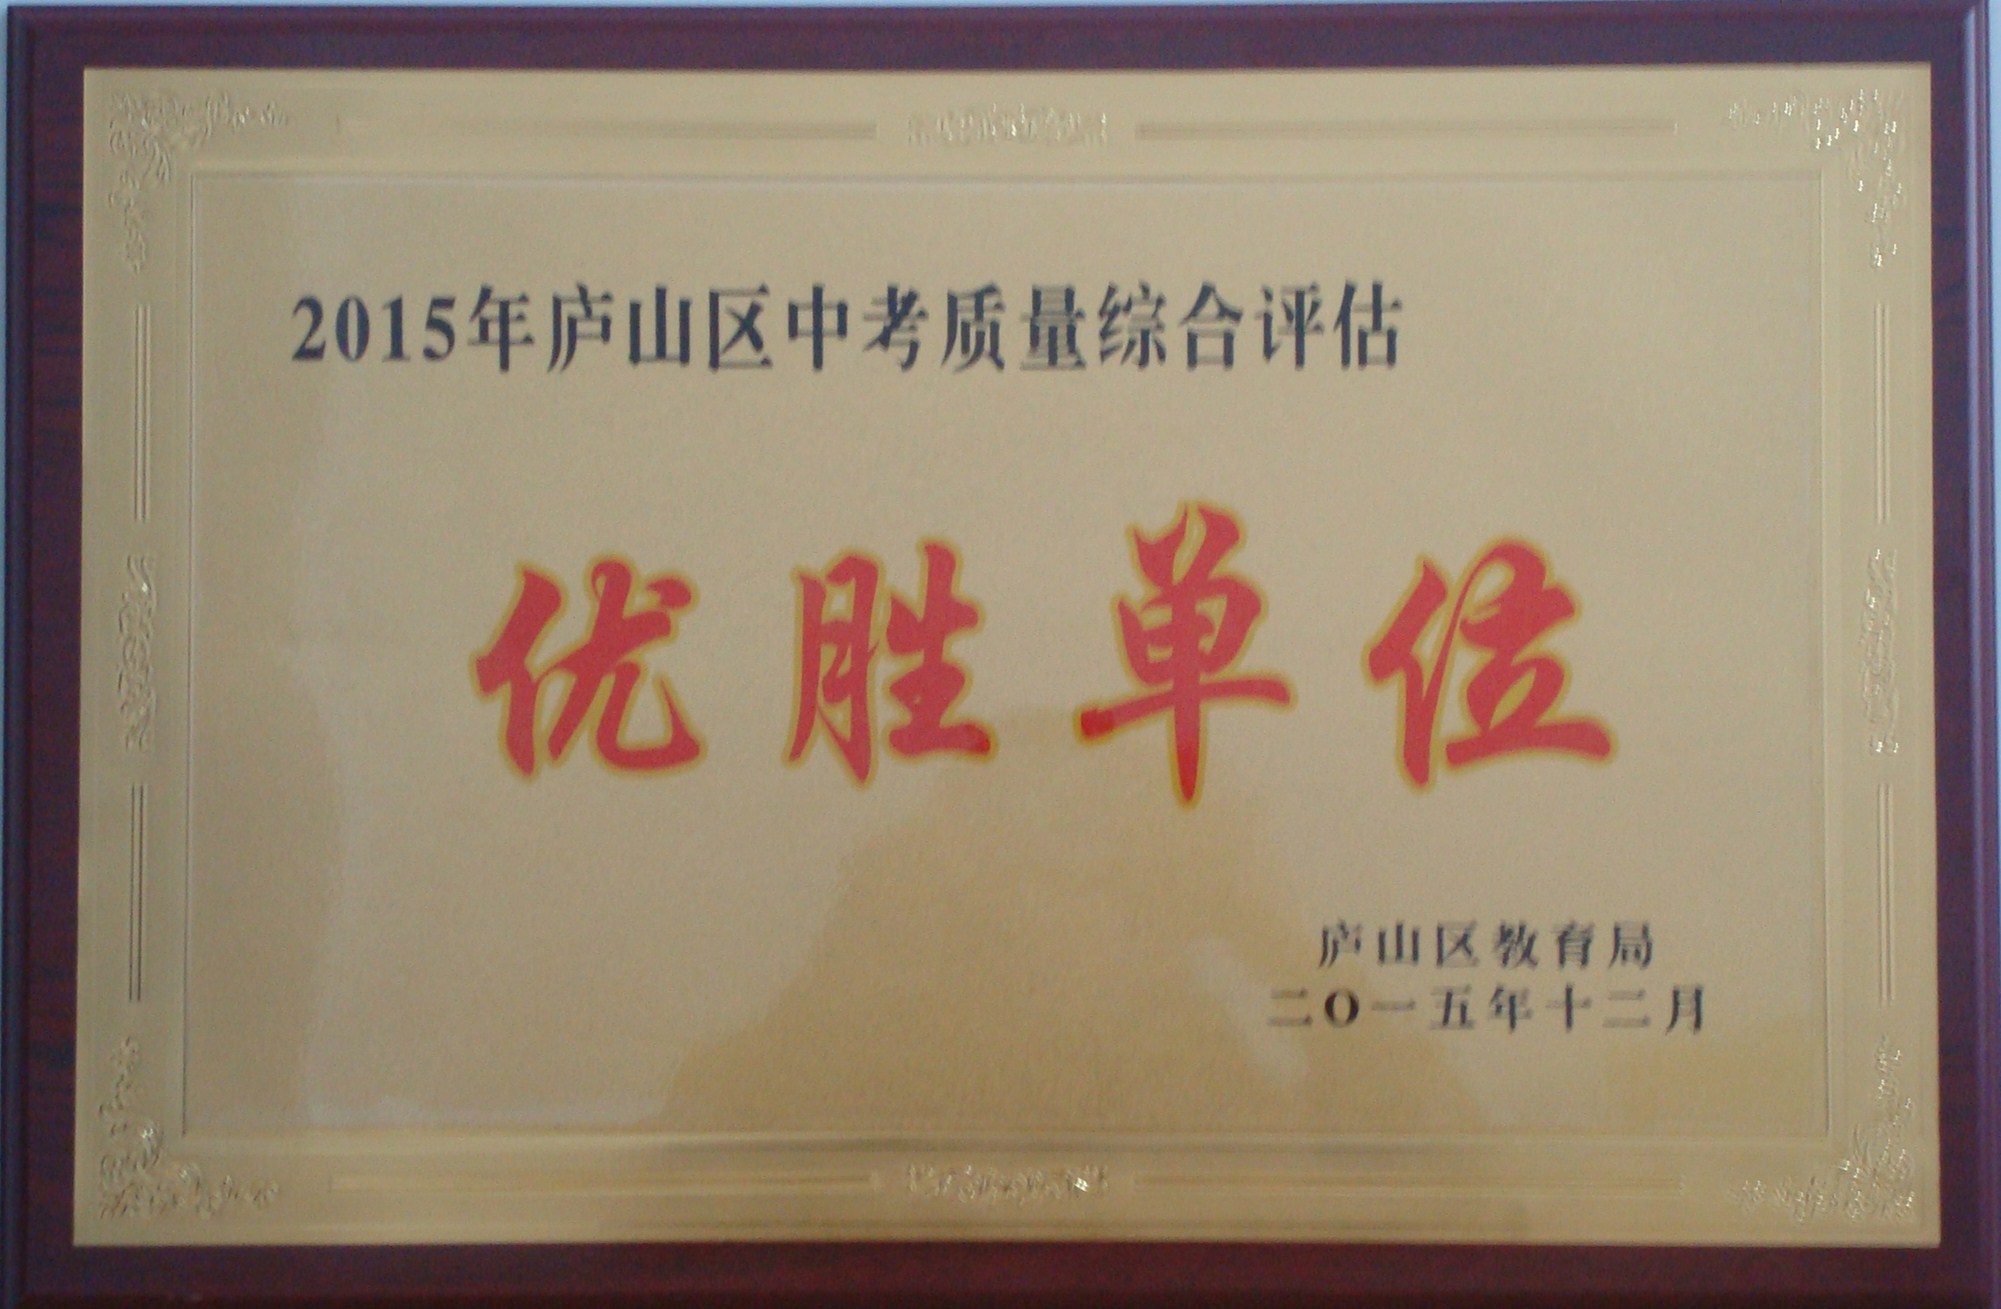 2015年庐山区中考质量综合评估
优胜单位
庐山区教育局
二O一五年十二月